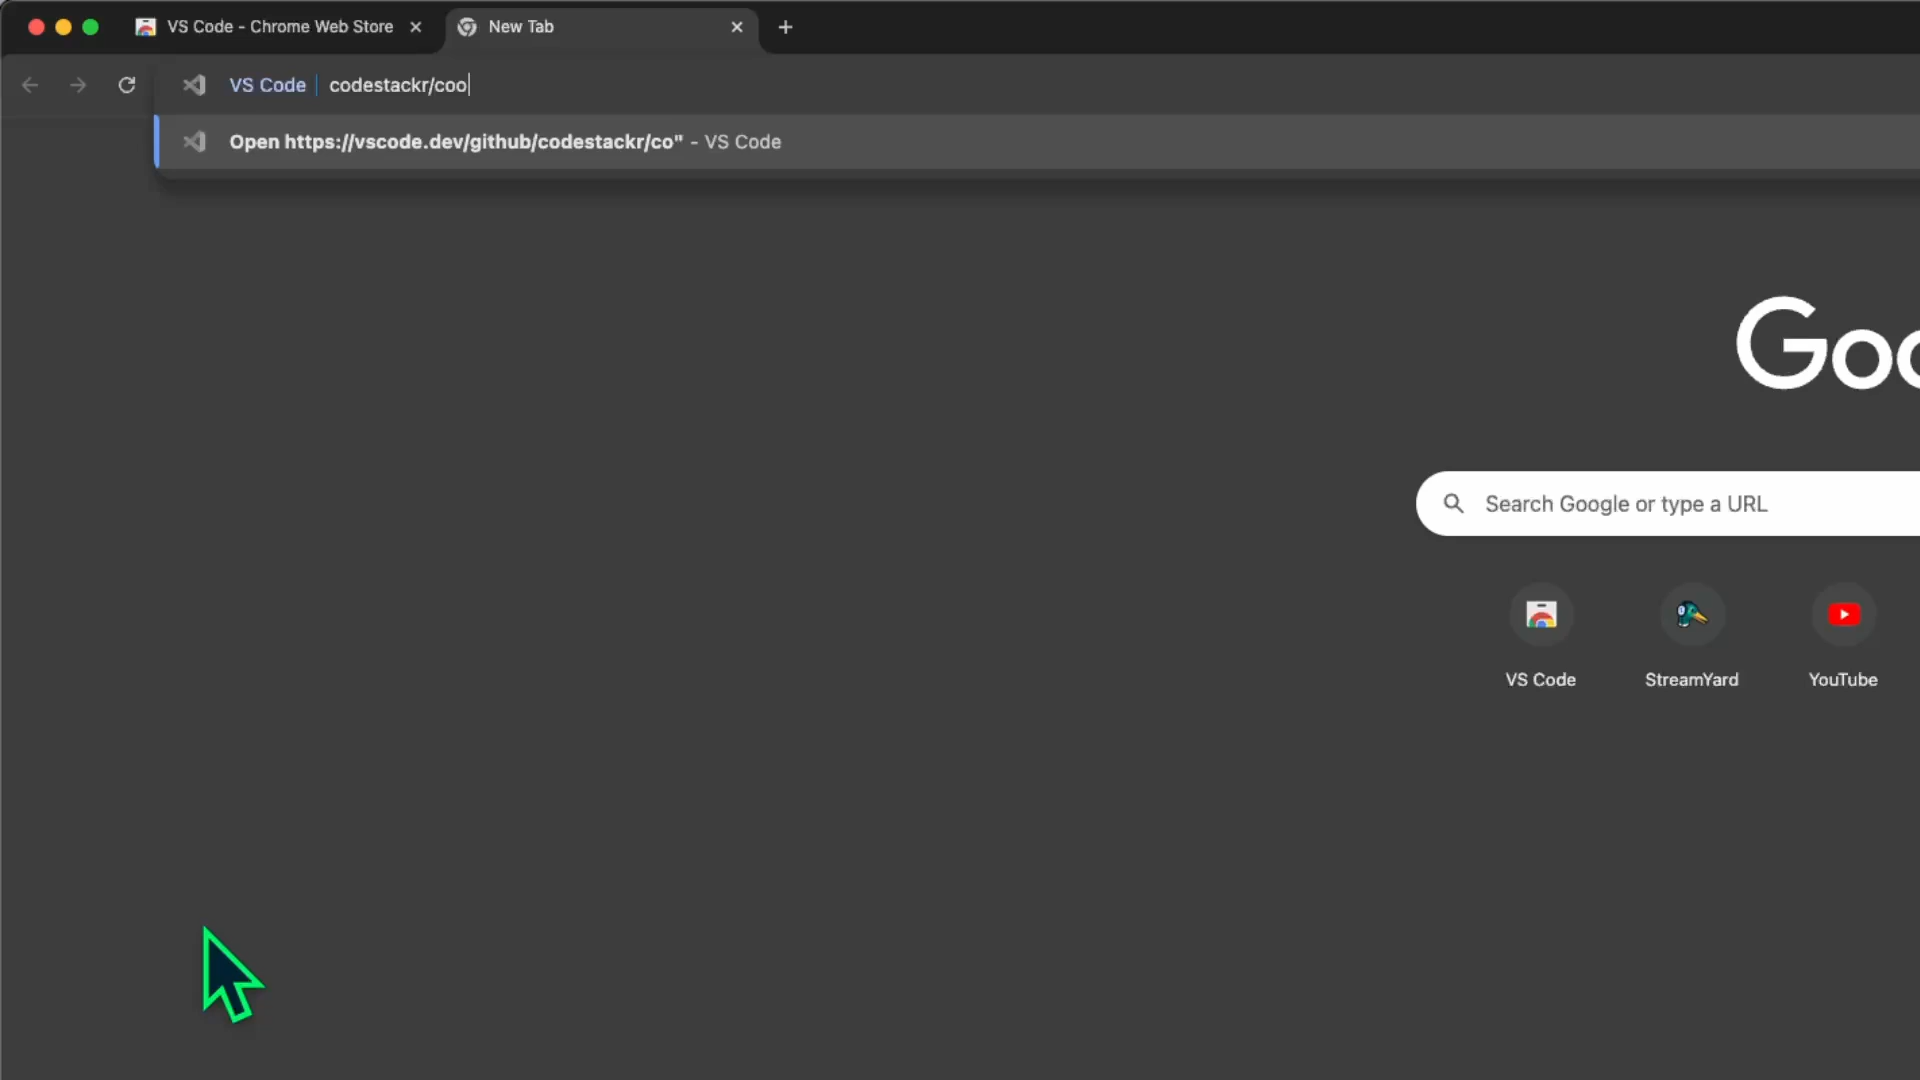 VS Code - Chrome Web Store
New Tab
VS Code codestackr/coo
Open https://vscode.dev/github/codestackr/co" - VS Code
Search Google or type a URL
VS Code
StreamYard
YouTube